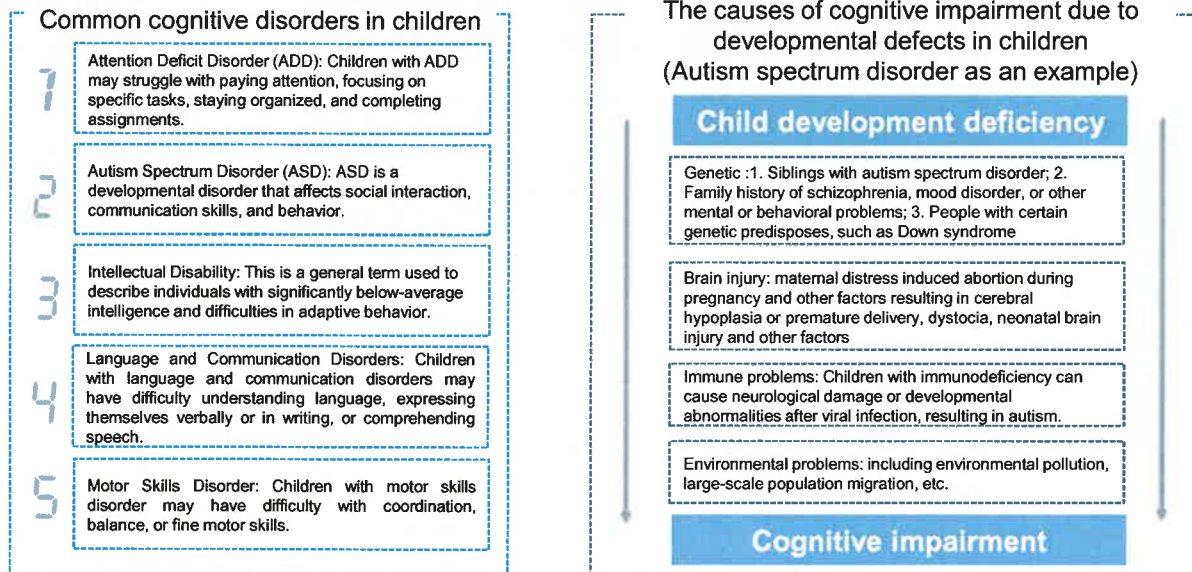 Common cognitive disorders in children
1
Attention Deficit Disorder (ADD): Children with ADD
may struggle with paying attention, focusing on
specific tasks, staying organized, and completing
assignments.
2
Autism Spectrum Disorder (ASD): ASD is a
developmental disorder that affects social interaction,
communication skills, and behavior.
3
Intellectual Disability: This is a general term used to
describe individuals with significantly below-average
intelligence and difficulties in adaptive behavior.
4
Language and Communication Disorders: Children
with language and communication disorders may
have difficulty understanding language, expressing
themselves verbally or in writing, or comprehending
speech.
5
Motor Skills Disorder: Children with motor skills
disorder may have difficulty with coordination,
balance, or fine motor skills.
The causes of cognitive impairment due to
developmental defects in children
(Autism spectrum disorder as an example)
Child development deficiency
Genetic :1. Siblings with autism spectrum disorder; 2.
Family history of schizophrenia, mood disorder, or other
mental or behavioral problems; 3. People with certain
genetic predisposes, such as Down syndrome
Brain injury: maternal distress induced abortion during
pregnancy and other factors resulting in cerebral
hypoplasia or premature delivery, dystocia, neonatal brain
injury and other factors
Immune problems: Children with immunodeficiency can
cause neurological damage or developmental
abnormalities after viral infection, resulting in autism.
Environmental problems: including environmental pollution,
large-scale population migration, etc.
Cognitive impairment